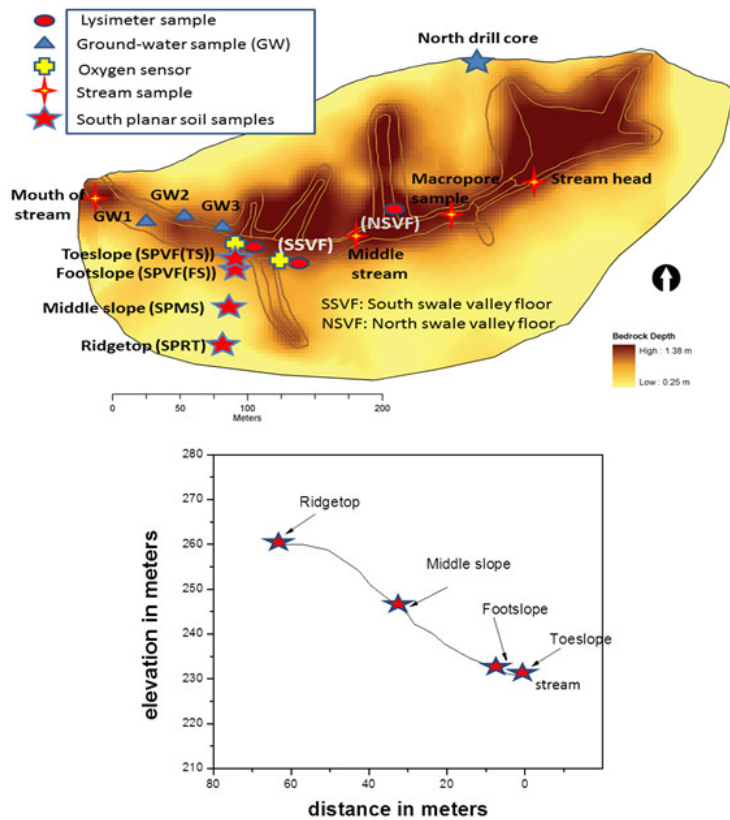 Lysimeter sample
Ground-water sample (GW)
Oxygen sensor
Stream sample
South planar soil samples
North drill core
Mouth of
stream
GW1
GW2
GW3
Macropore
sample
Stream head
(NSVF)
(SSVF)
Middle
stream
Toeslope (SPVF(TS))
Footslope (SPVF(FS))
Middle slope (SPMS)
Ridgetop (SPRT)
SSVF: South swale valley floor
NSVF: North swale valley floor
Bedrock Depth
High : 1.38 m
Low : 0.25 m
0 50 100 200
Meters
280
270
260
250
240
230
220
210
elevation in meters
Ridgetop
Middle slope
Footslope
Toeslope
stream
80 60 40 20 0
distance in meters